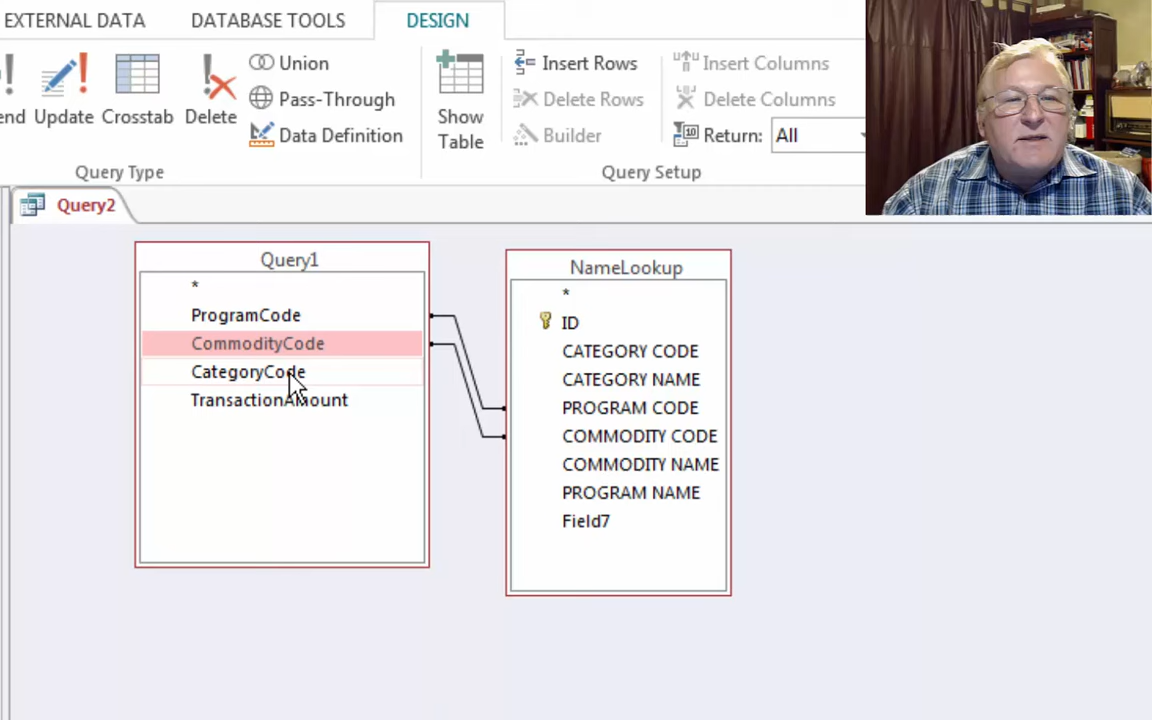 EXTERNAL DATA DATABASE TOOLS DESIGN
Update Crosstab Delete
Union
Pass-Through
Data Definition
Query Type
Show
Table
Insert Rows
Delete Rows
Builder
Insert Columns
Delete Columns
Return: All
Query Setup
Query2
Query1
*
ProgramCode
CommodityCode
CategoryCode
TransactionAmount
NameLookup
*
ID
CATEGORY CODE
CATEGORY NAME
PROGRAM CODE
COMMODITY CODE
COMMODITY NAME
PROGRAM NAME
Field7